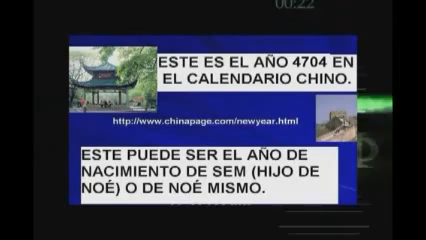 00:22
ESTE ES EL AÑO 4704 EN
EL CALENDARIO CHINO.
http://www.chinapage.com/newyear.html
ESTE PUEDE SER EL AÑO DE
NACIMIENTO DE SEM (HIJO DE
NOÉ) O DE NOÉ MISMO.